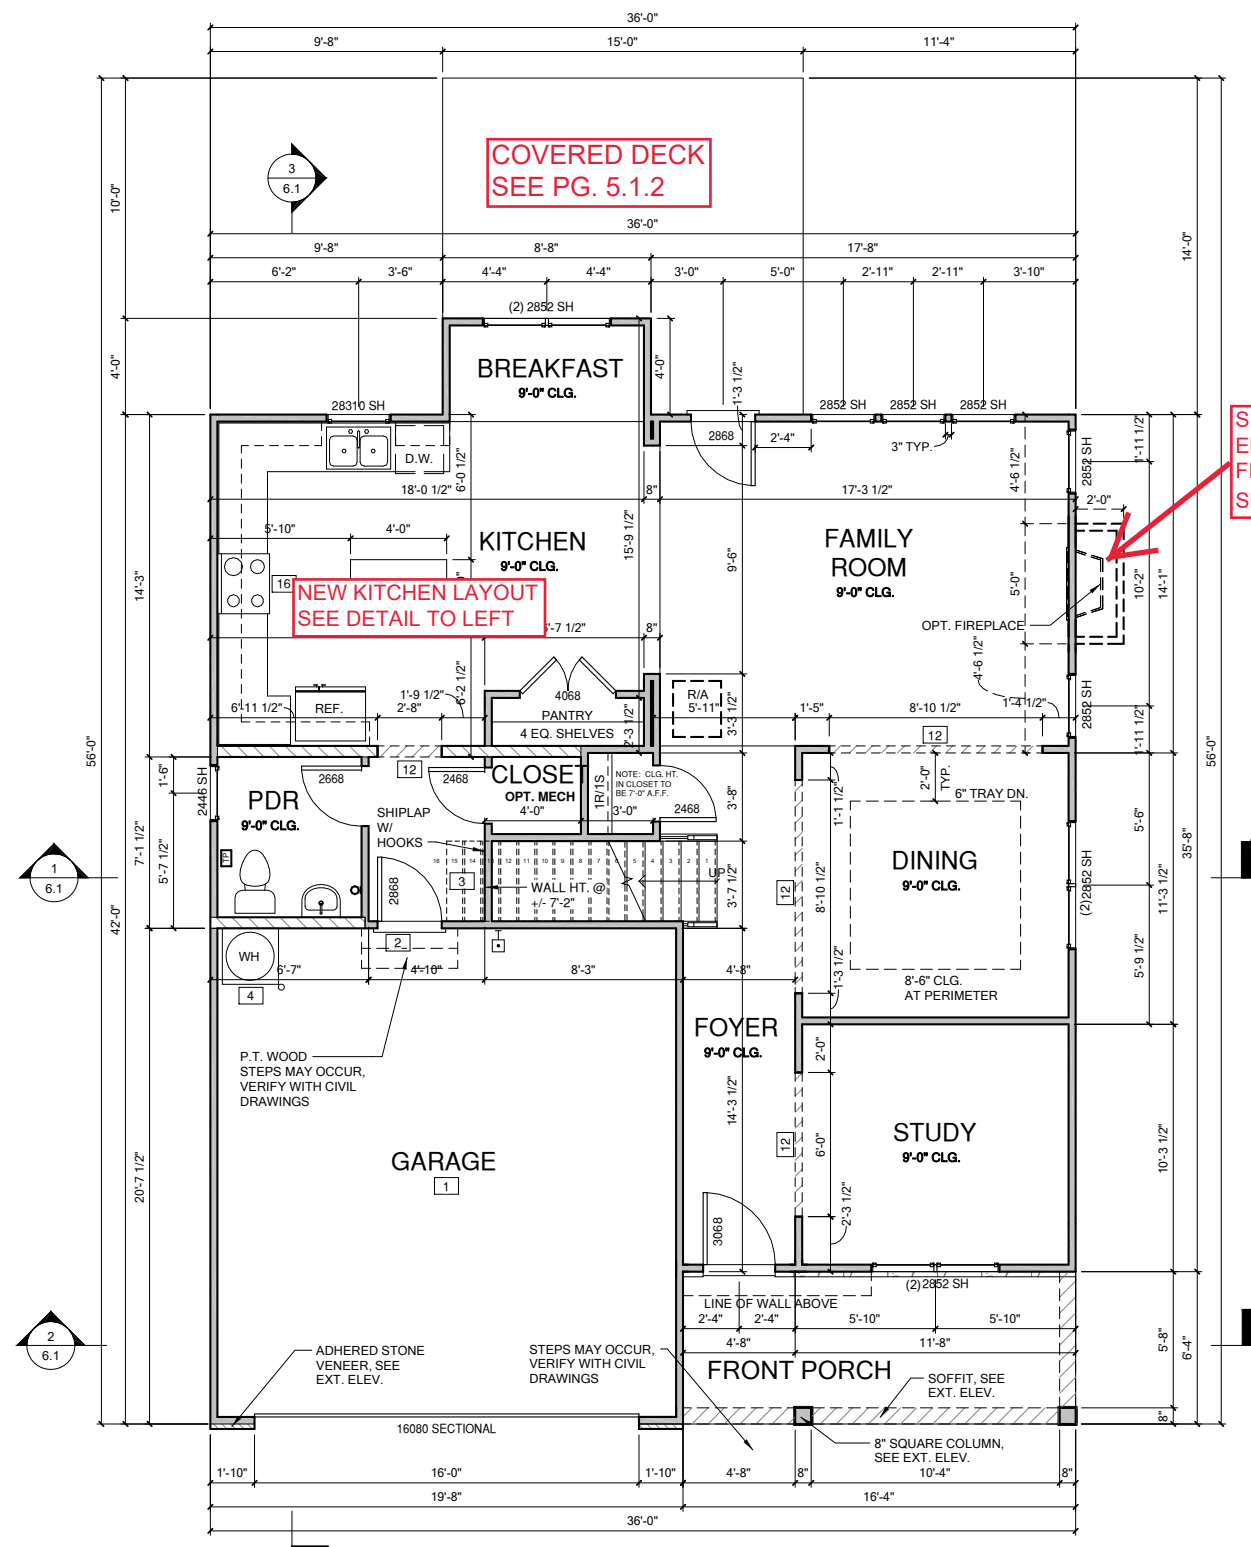 36'-0"
9'-8" 15'-0" 11'-4"
COVERED DECK
SEE PG. 5.1.2
3
6.1
10'-0"
14'-0"
36'-0"
9'-8" 8'-8" 17'-8"
6'-2" 3'-6" 4'-4" 4'-4" 3'-0" 5'-0" 2'-11" 2'-11" 3'-10"
(2) 2852 SH
BREAKFAST
9'-0" CLG.
4'-0"
4'-0"
1'-3 1/2"
28310 SH
2852 SH 2852 SH 2852 SH
D.W.
2868
2'-4"
3" TYP.
4'-6 1/2"
2852 SH
1'-11 1/2"
6'-0 1/2"
18'-0 1/2" 8" 17'-3 1/2"
2'-0"
5'-10" 4'-0"
KITCHEN
9'-0" CLG.
15'-9 1/2"
9'-6"
FAMILY
ROOM
9'-0" CLG.
5'-0"
10'-2"
14'-1"
14'-3"
16
NEW KITCHEN LAYOUT
SEE DETAIL TO LEFT
8"
OPT. FIREPLACE
4'-6 1/2"
6'-2 1/2"
4068
PANTRY
4 EQ. SHELVES
2'-3 1/2"
R/A
5'-11"
3'-3 1/2"
6'-11 1/2" REF. 2'-8" 1'-9 1/2"
1'-5" 8'-10 1/2" 1'-4 1/2"
2852 SH
1'-11 1/2"
12
56'-0"
56'-0"
1'-6"
2446 SH
2668
12
2468
CLOSET
OPT. MECH
4'-0"
1R/1S
NOTE: CLG. HT.
IN CLOSET TO
BE 7'-0" A.F.F.
3'-0"
2468
3'-8"
PDR
9'-0" CLG.
SHIPLAP
W/
HOOKS
2'-0"
TYP.
6" TRAY DN.
1'-1 1/2"
5'-6"
7'-1 1/2"
5'-7 1/2"
TP
2868
3
16 15 14 13 12 11 10 9 8 7 6 5 4 3 2 1
UP
WALL HT. @
+/- 7'-2"
3'-7 1/2"
12
8'-10 1/2"
DINING
9'-0" CLG.
(2)2852 SH
11'-3 1/2"
35'-8"
1
6.1
42'-0"
WH
4
2
6'-7" 4'-10" 8'-3" 4'-8"
1'-3 1/2"
8'-6" CLG.
AT PERIMETER
5'-9 1/2"
FOYER
9'-0" CLG.
2'-0"
P.T. WOOD
STEPS MAY OCCUR,
VERIFY WITH CIVIL
DRAWINGS
14'-3 1/2"
12
6'-0"
STUDY
9'-0" CLG.
10'-3 1/2"
GARAGE
1
20'-7 1/2"
3068
2'-3 1/2"
(2)2852 SH
LINE OF WALL ABOVE
2'-4" 2'-4" 5'-10" 5'-10"
4'-8" 11'-8"
2
6.1
ADHERED STONE
VENEER, SEE
EXT. ELEV.
STEPS MAY OCCUR,
VERIFY WITH CIVIL
DRAWINGS
FRONT PORCH
SOFFIT, SEE
EXT. ELEV.
5'-8"
6'-4"
8"
16080 SECTIONAL
8" SQUARE COLUMN,
SEE EXT. ELEV.
1'-10" 16'-0" 1'-10" 4'-8" 8" 10'-4" 8"
19'-8" 16'-4"
36'-0"